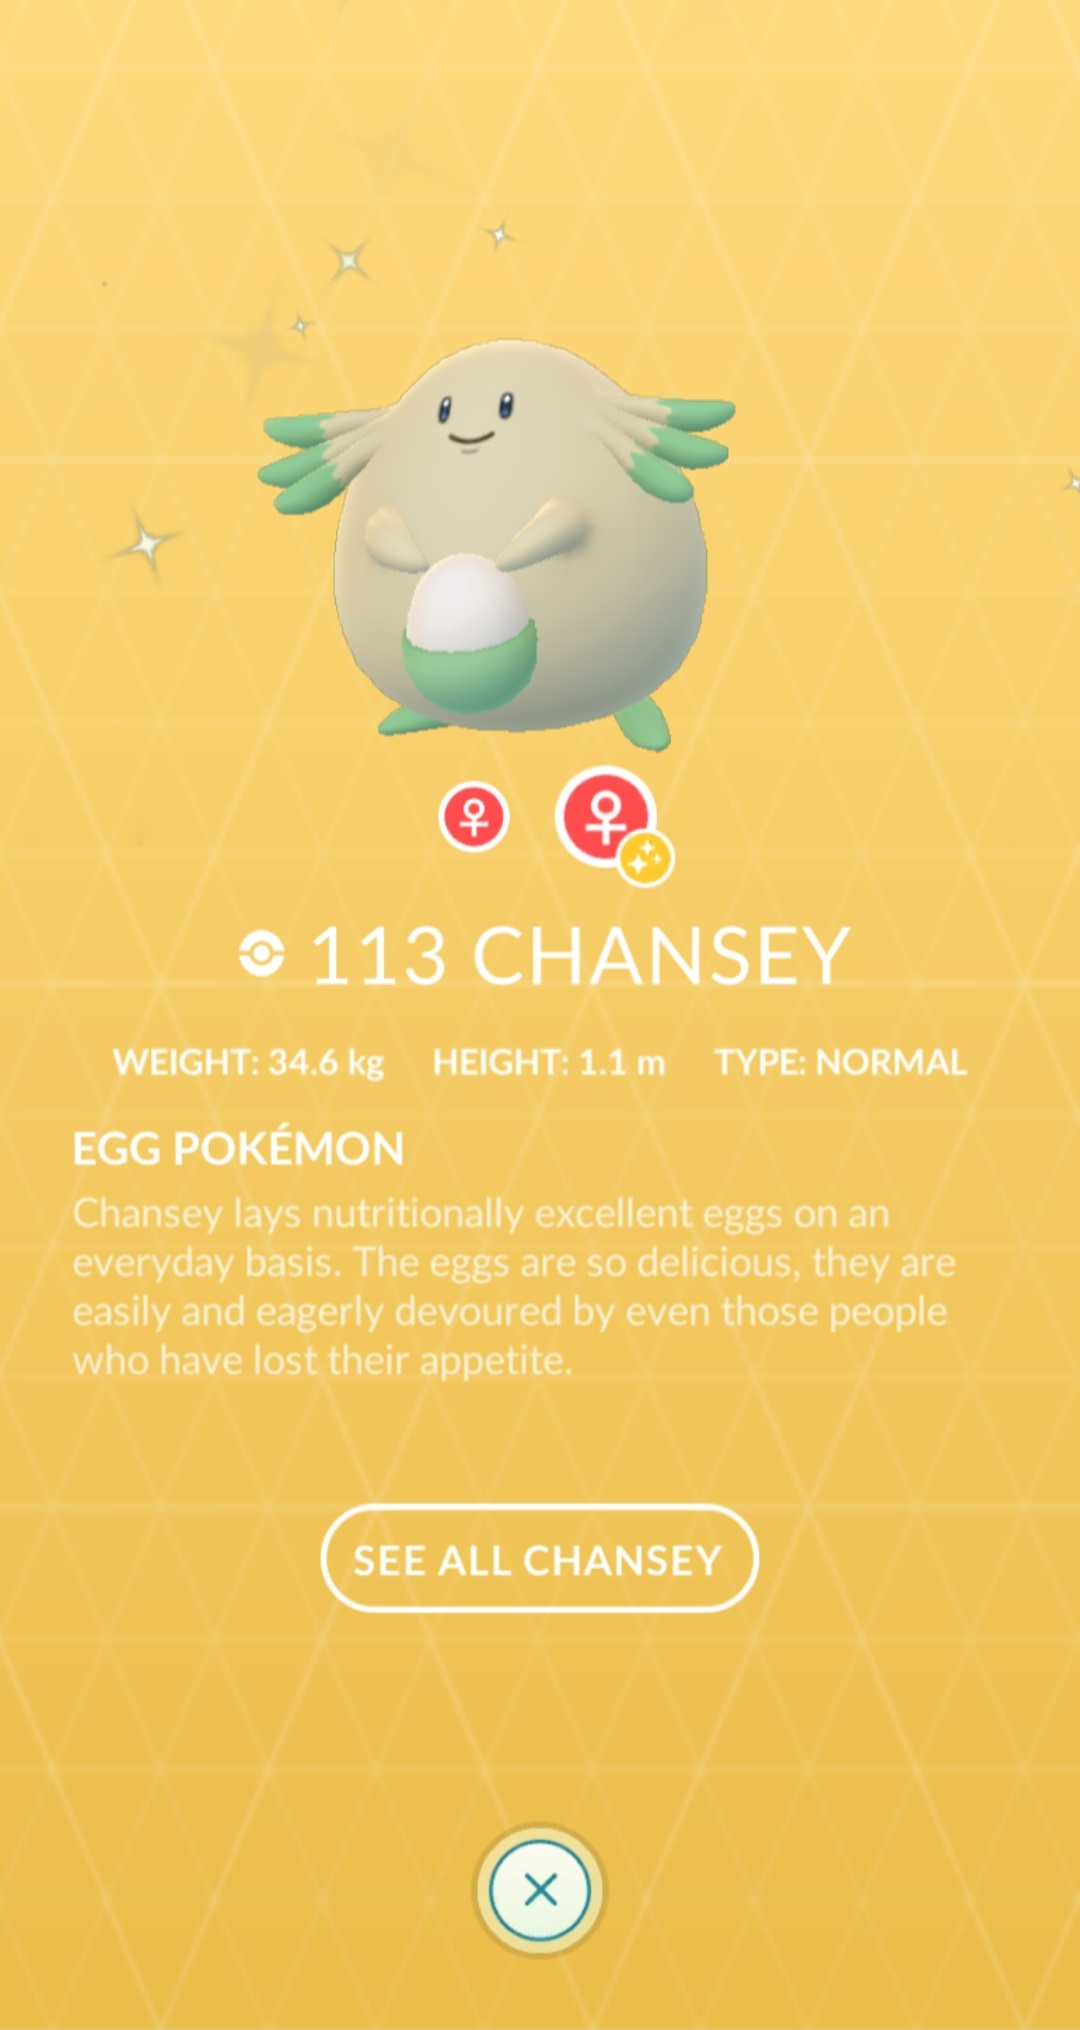 113 CHANSEY
WEIGHT: 34.6 kg HEIGHT: 1.1 m TYPE: NORMAL
EGG POKÉMON
Chansey lays nutritionally excellent eggs on an
everyday basis. The eggs are so delicious, they are
easily and eagerly devoured by even those people
who have lost their appetite.
SEE ALL CHANSEY